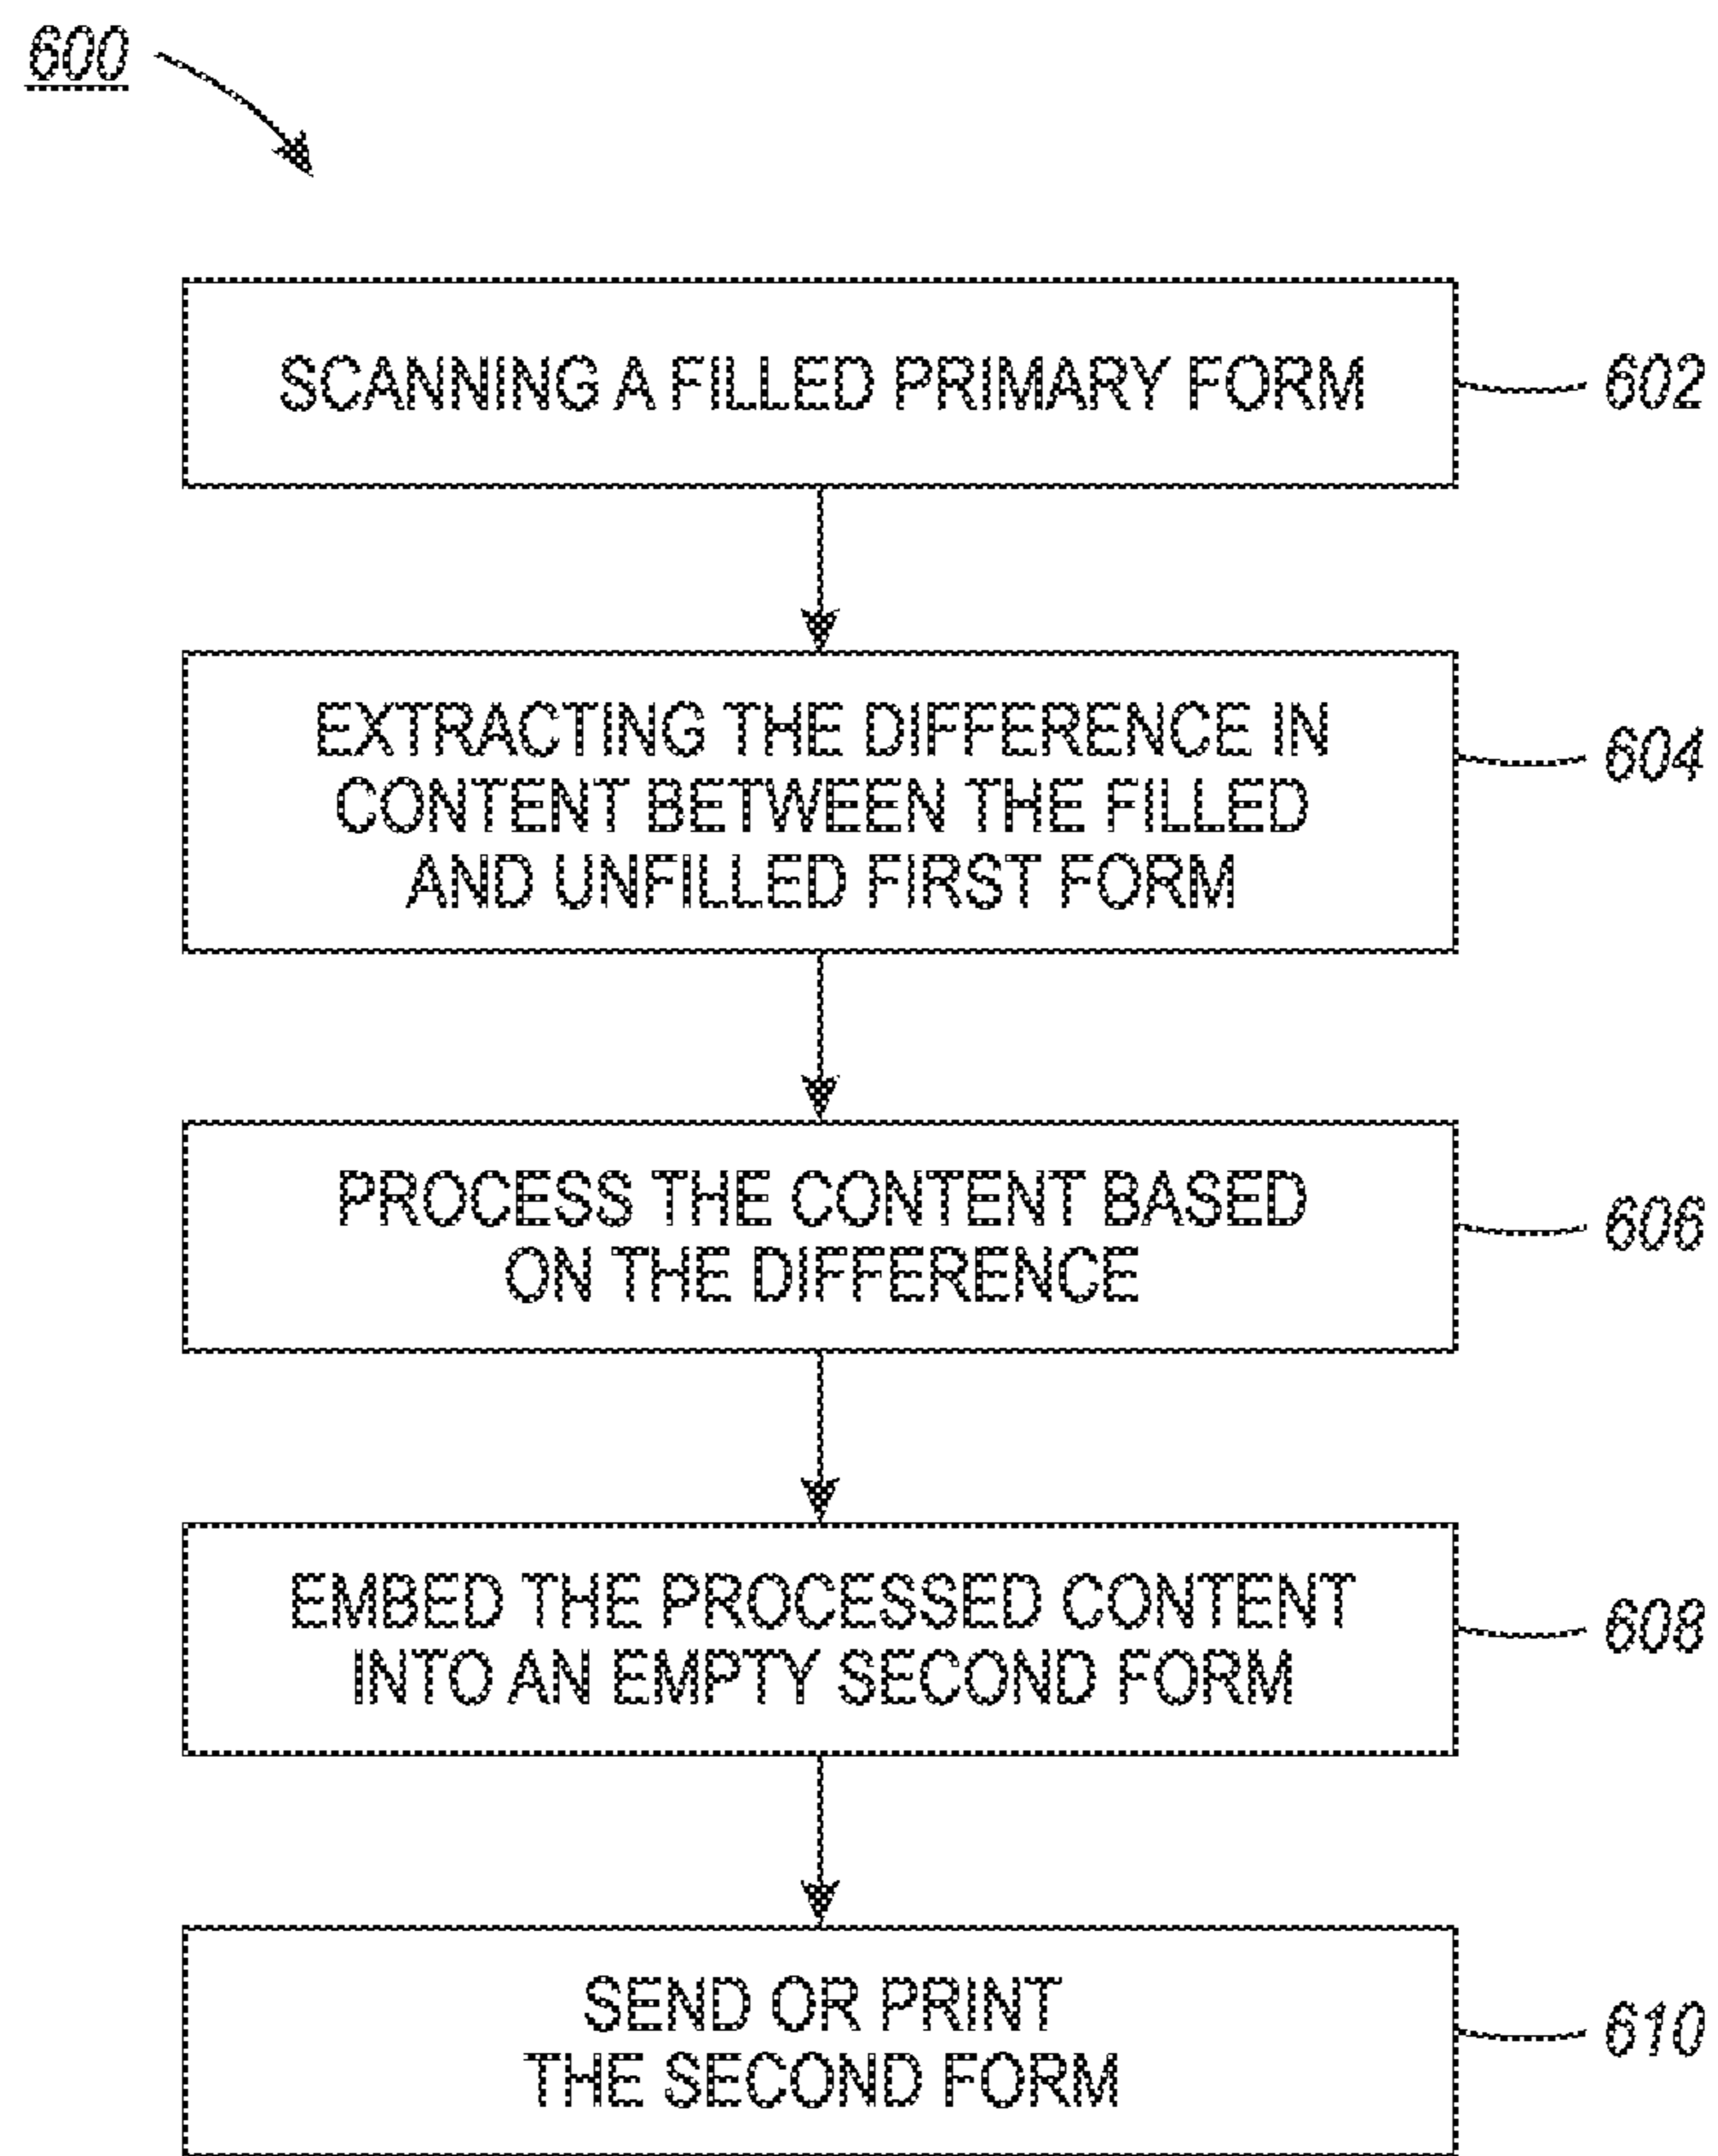 600
SCANNING A FILLED PRIMARY FORM
602
EXTRACTING THE DIFFERENCE IN
CONTENT BETWEEN THE FILLED
AND UNFILLED FIRST FORM
604
PROCESS THE CONTENT BASED
ON THE DIFFERENCE
606
EMBED THE PROCESSED CONTENT
INTO AN EMPTY SECOND FORM
608
SEND OR PRINT
THE SECOND FORM
610